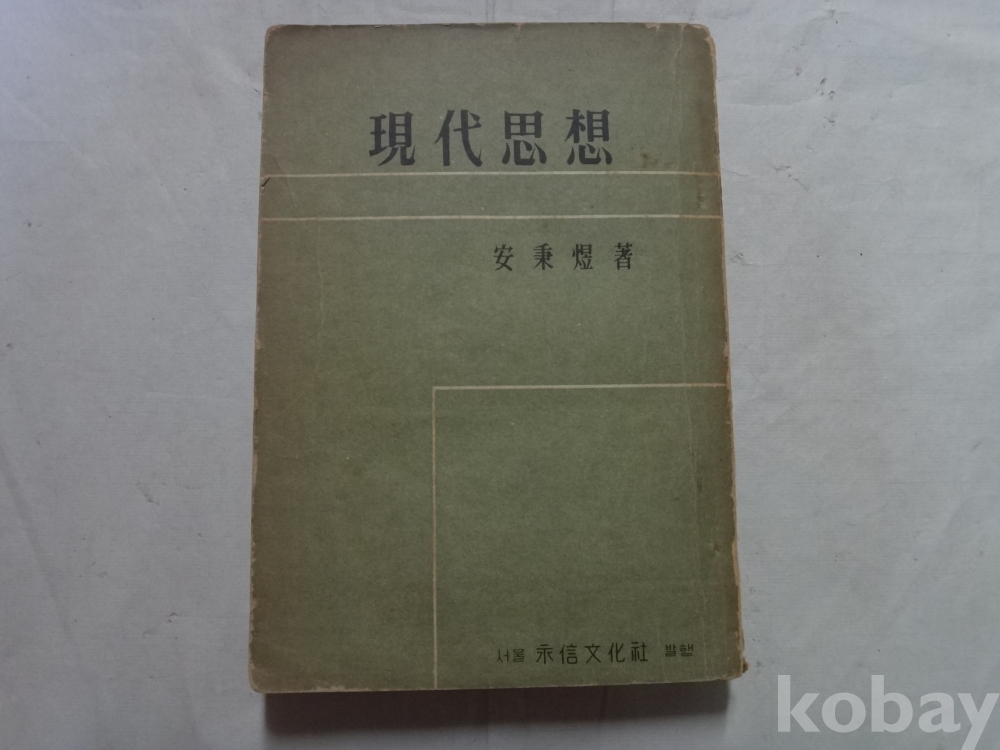 現代思想
安秉煜著
서울 永信文化社 발행
kobay